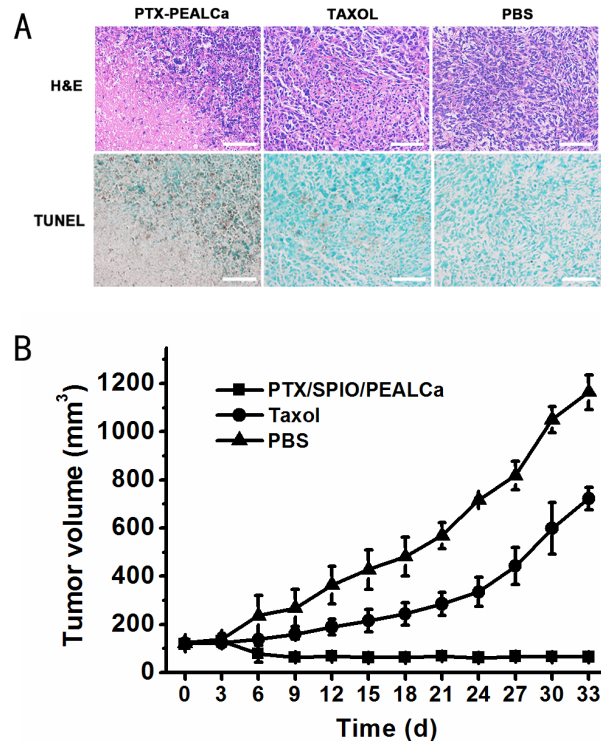 A
PTX-PEALCa TAXOL PBS
H&E
TUNEL
B
PTX/SPIO/PEALCa
Taxol
PBS
Tumor volume (mm³)
1200
1000
800
600
400
200
0
0 3 6 9 12 15 18 21 24 27 30 33
Time (d)